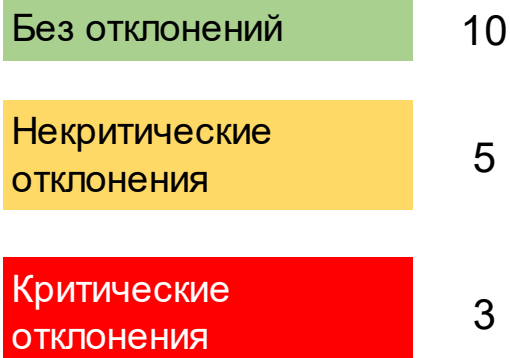 Без отклонений 10
Некритические
отклонения 5
Критические
отклонения 3